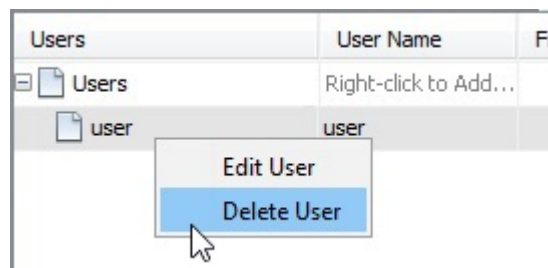 Users User Name F
Users Right-click to Add...
user user
Edit User
Delete User